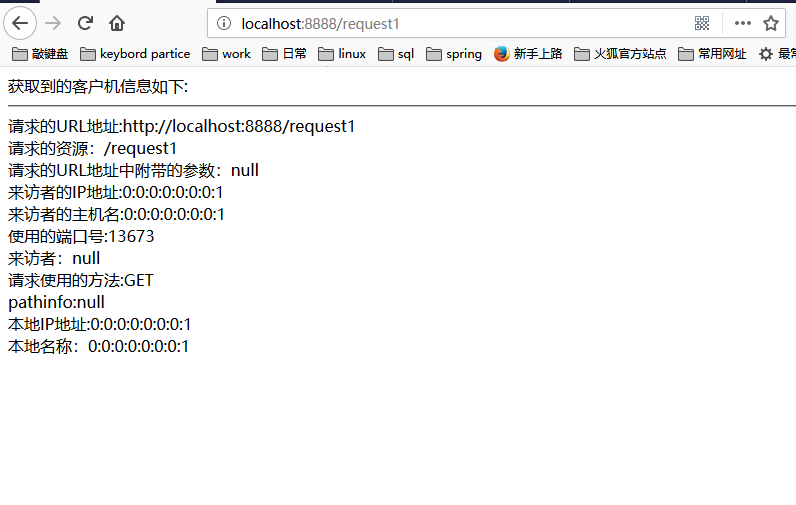 localhost:8888/request1
敲键盘 keybord partice work 日常 linux sql spring 新手上路 火狐官方站点 常用网址
获取到的客户机信息如下:
请求的URL地址:http://localhost:8888/request1
请求的资源：/request1
请求的URL地址中附带的参数：null
来访者的IP地址:0:0:0:0:0:0:0:1
来访者的主机名:0:0:0:0:0:0:0:1
使用的端口号:13673
来访者：null
请求使用的方法:GET
pathinfo:null
本地IP地址:0:0:0:0:0:0:0:1
本地名称：0:0:0:0:0:0:0:1